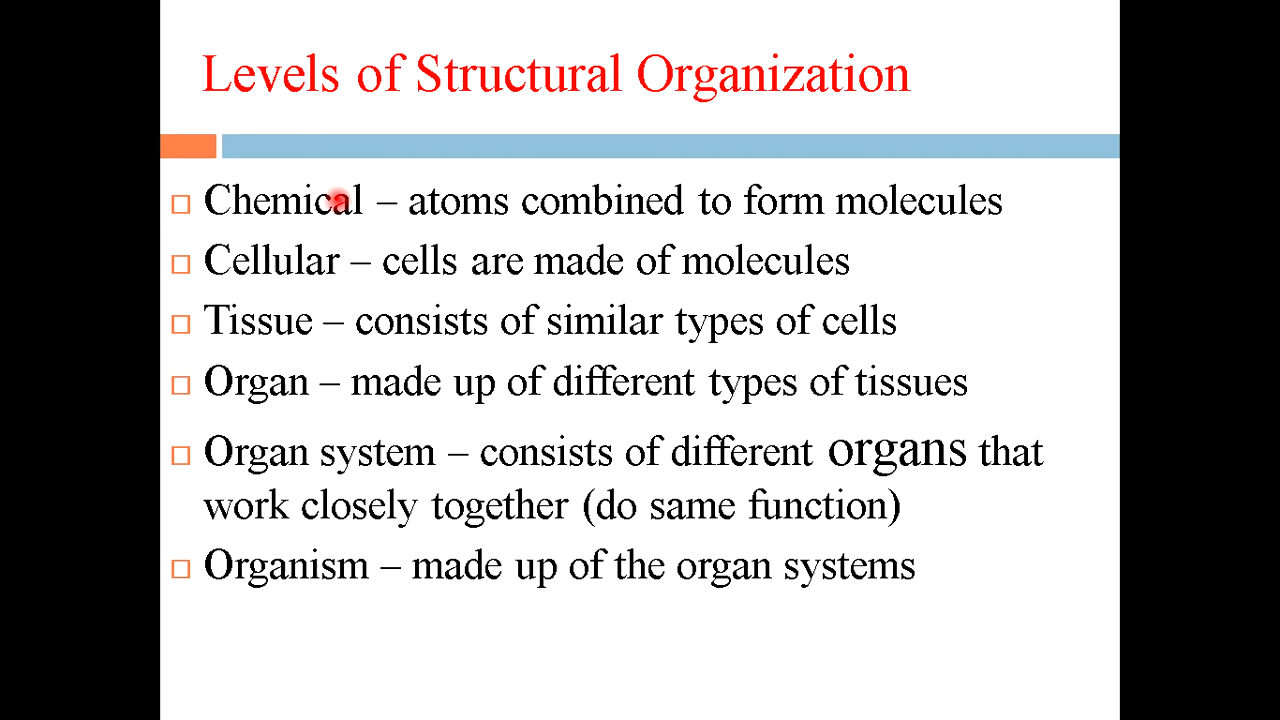 Levels of Structural Organization
Chemical – atoms combined to form molecules
Cellular – cells are made of molecules
Tissue – consists of similar types of cells
Organ – made up of different types of tissues
Organ system – consists of different organs that
work closely together (do same function)
Organism – made up of the organ systems